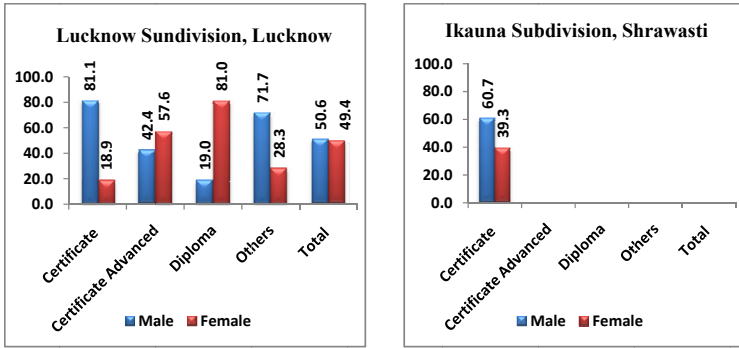 Lucknow Sundivision, Lucknow
100.0
80.0
60.0
40.0
20.0
0.0
81.1
18.9
42.4
57.6
19.0
81.0
71.7
28.3
50.6
49.4
Certificate
Certificate Advanced
Diploma
Others
Total
Male Female
Ikauna Subdivision, Shrawasti
100.0
80.0
60.0
40.0
20.0
0.0
60.7
39.3
Certificate
Certificate Advanced
Diploma
Others
Total
Male Female